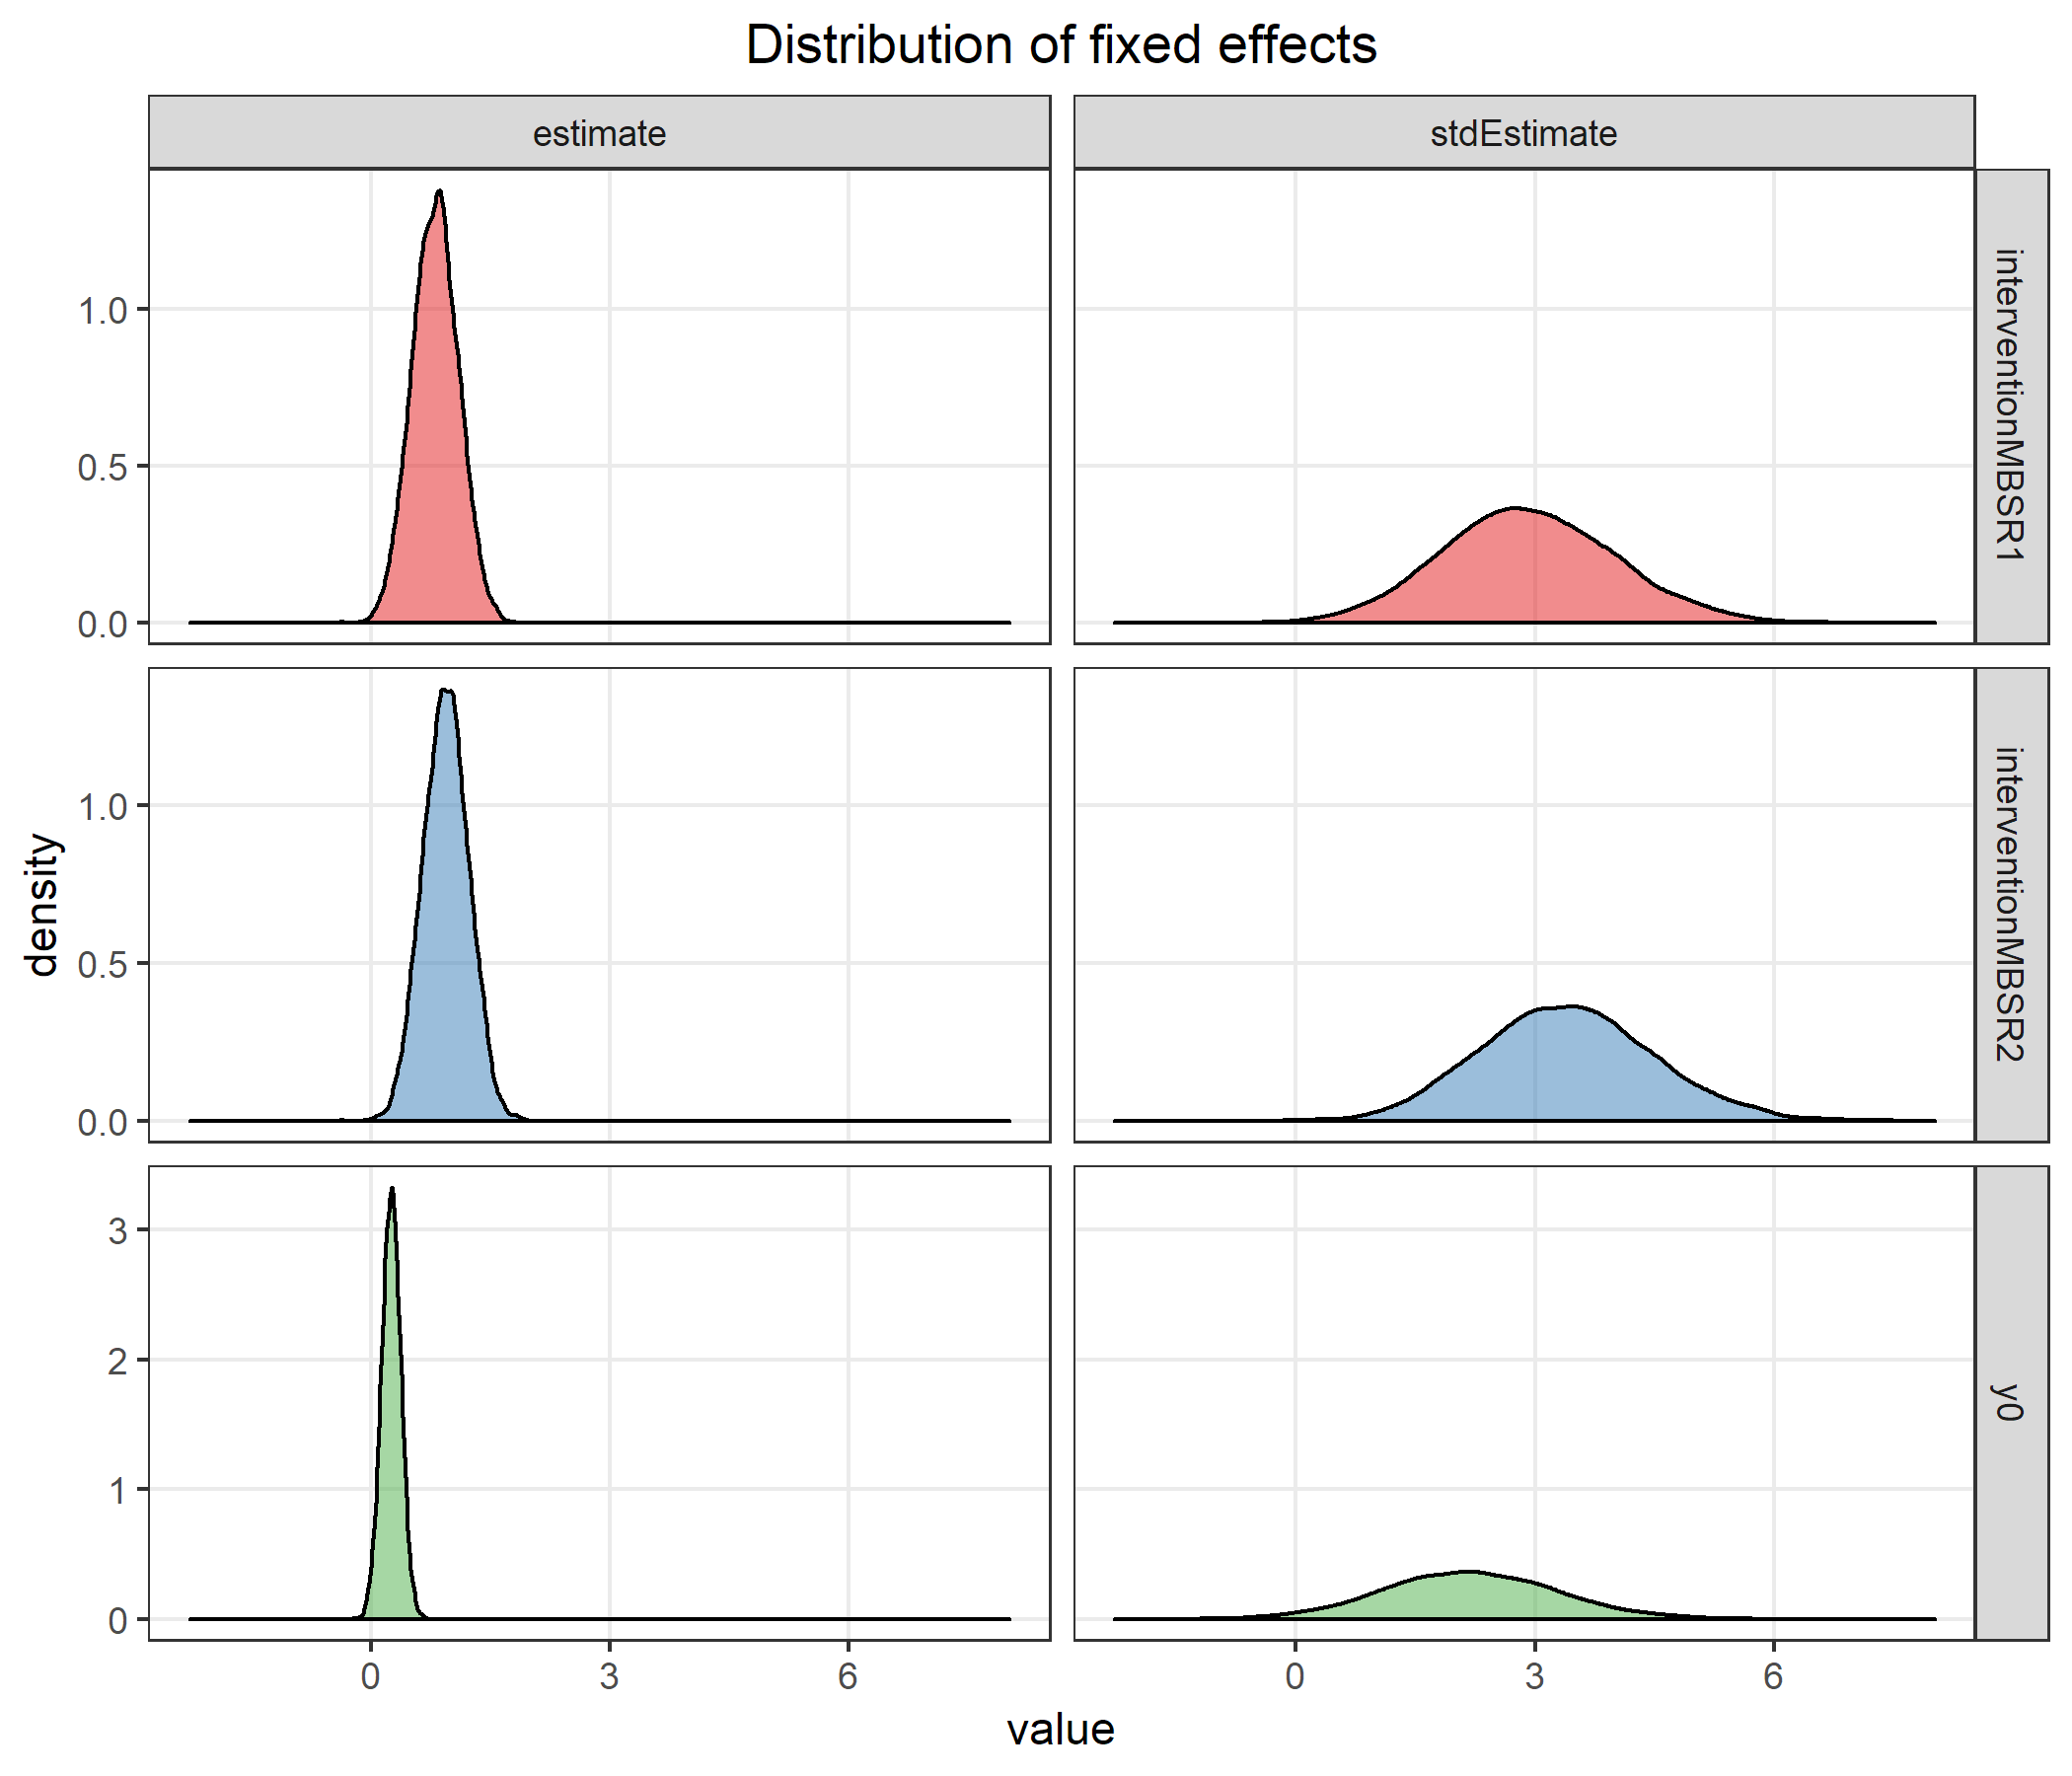 Distribution of fixed effects
estimate
stdEstimate
interventionMBSR1
1.0
0.5
0.0
interventionMBSR2
1.0
0.5
0.0
density
y0
3
2
1
0
0
3
6
0
3
6
value